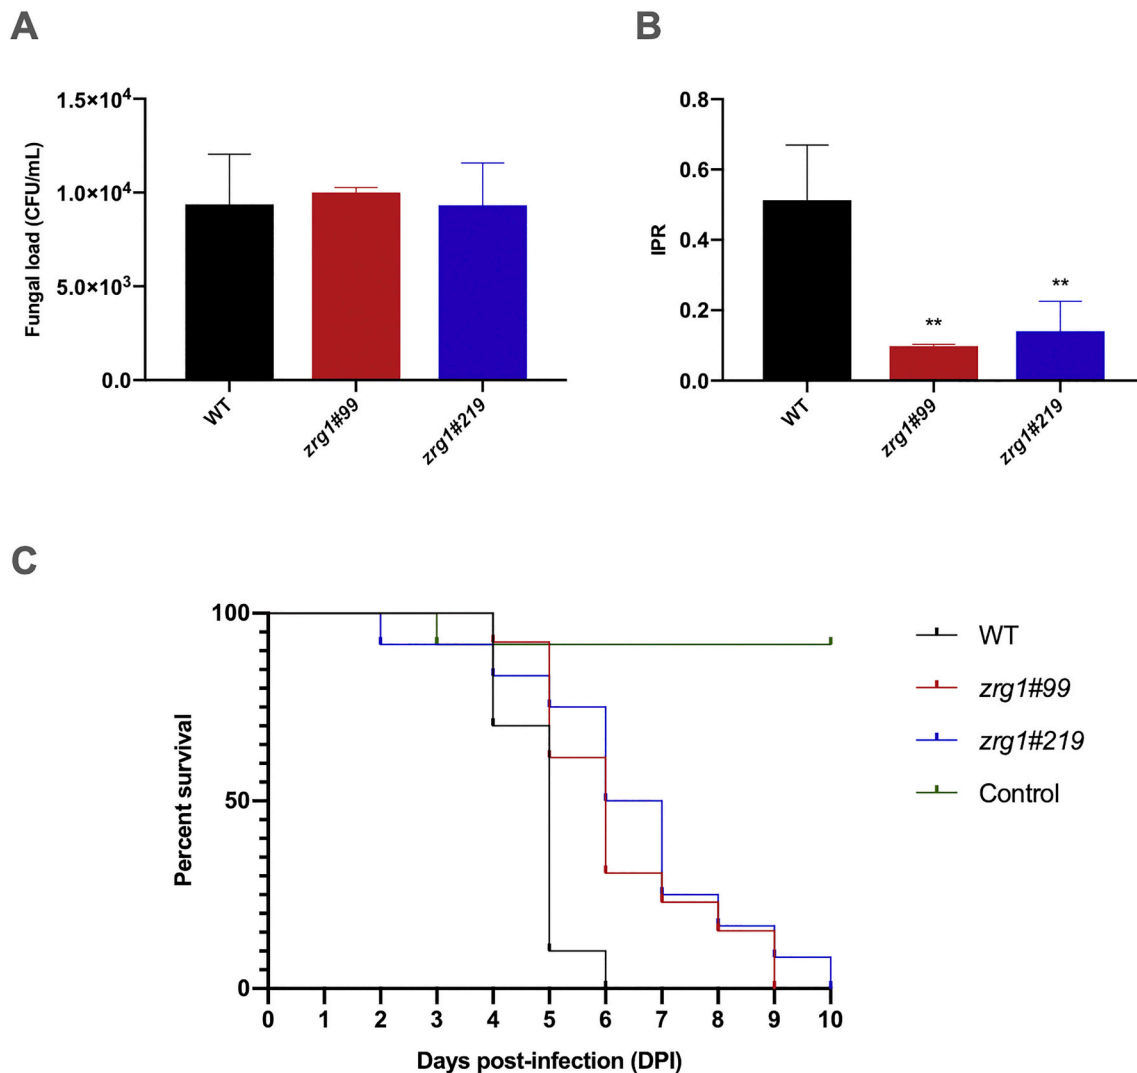 A
Fungal load (CFU/mL)
1.5×10⁴
1.0×10⁴
5.0×10³
0.0
WT
zrg1#99
zrg1#219
B
IPR
0.8
0.6
0.4
0.2
0.0
**
**
WT
zrg1#99
zrg1#219
C
Percent survival
100
50
0
0 1 2 3 4 5 6 7 8 9 10
Days post-infection (DPI)
WT
zrg1#99
zrg1#219
Control